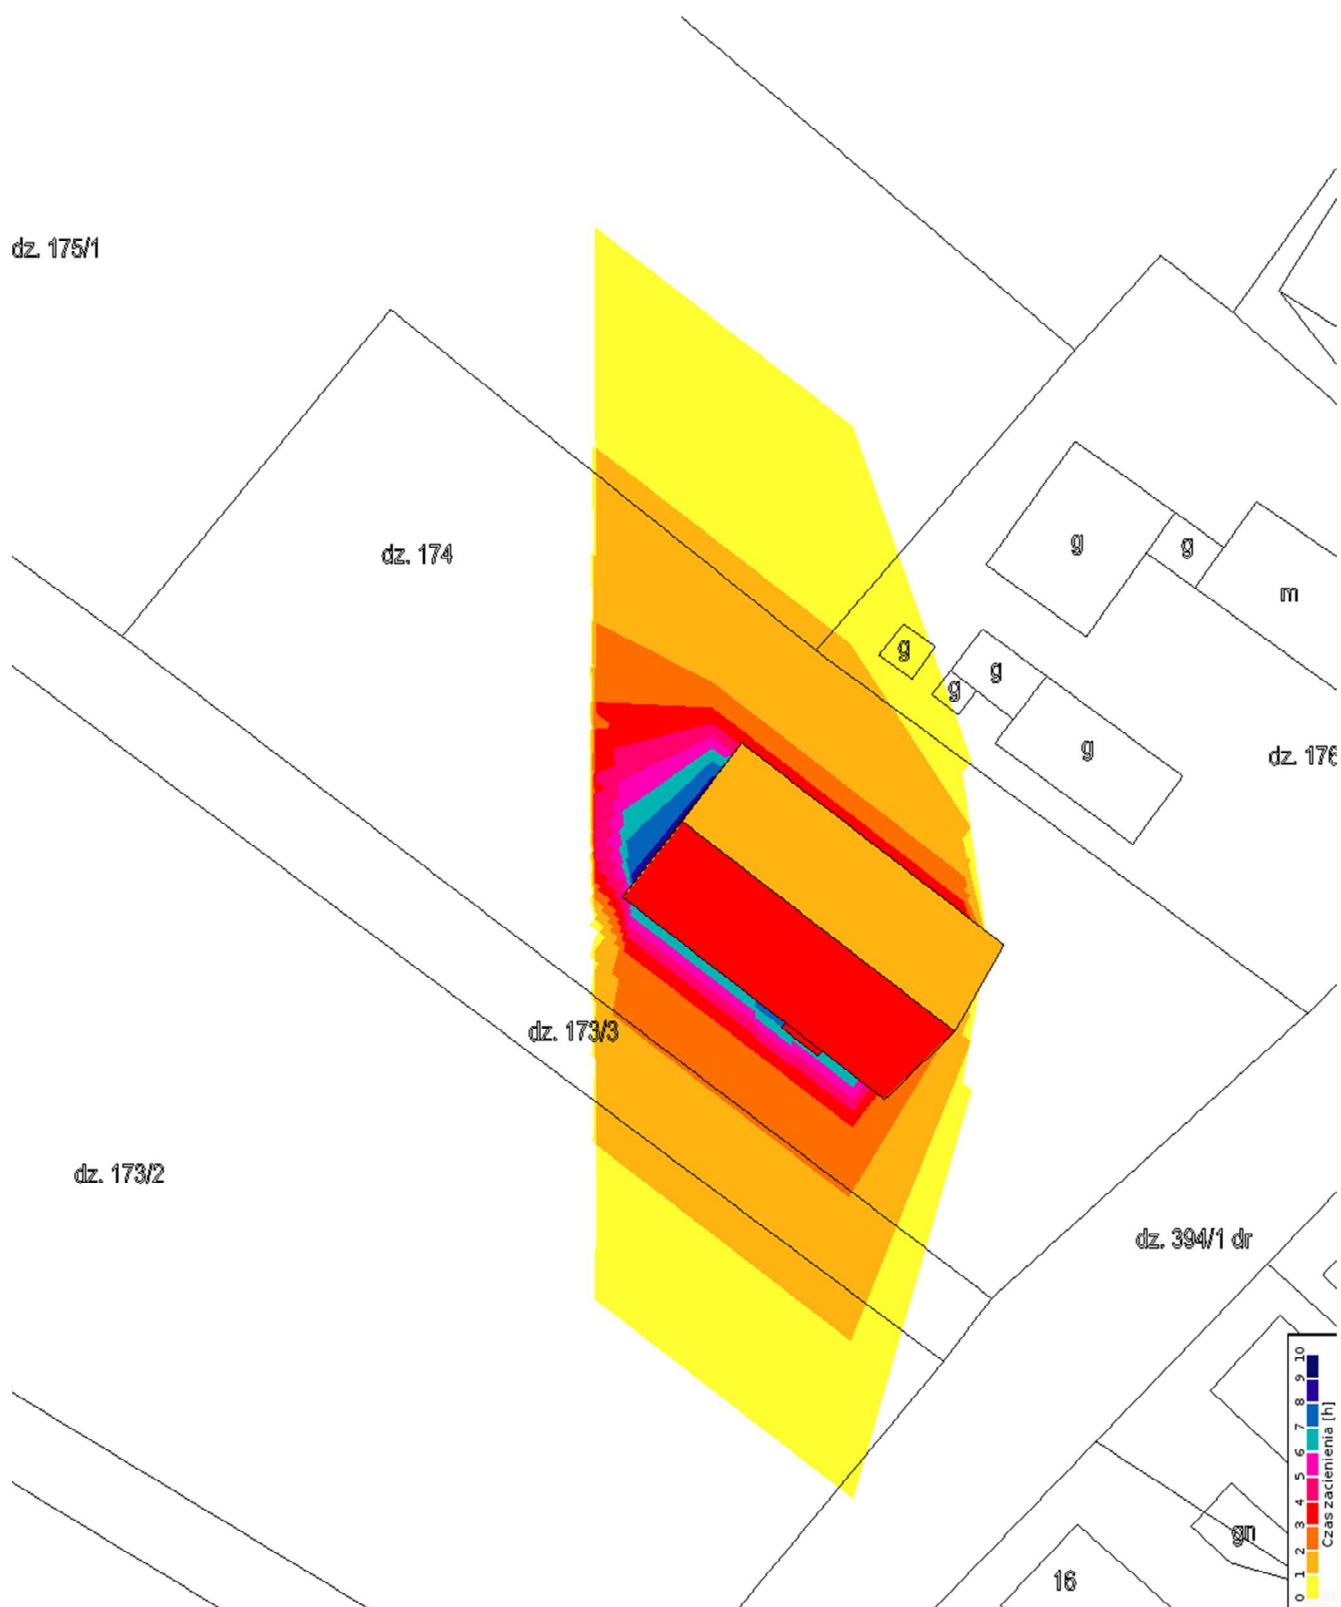 dz. 175/1
dz. 174
g
g
m
g
g
g
g
dz. 176
dz. 173/3
dz. 173/2
dz. 394/1 dr
gn
16
0 1 2 3 4 5 6 7 8 9 10
Czas zacienienia [h]